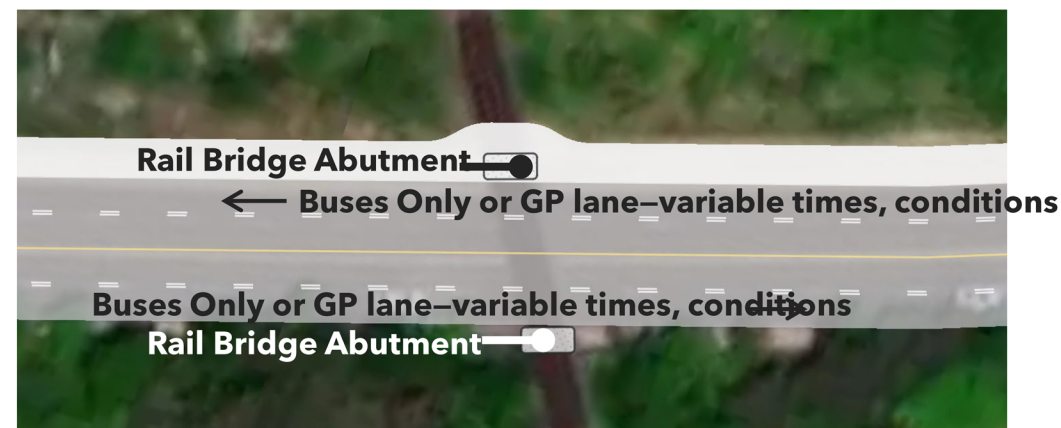 Rail Bridge Abutment
Buses Only or GP lane—variable times, conditions
Buses Only or GP lane—variable times, conditions
Rail Bridge Abutment